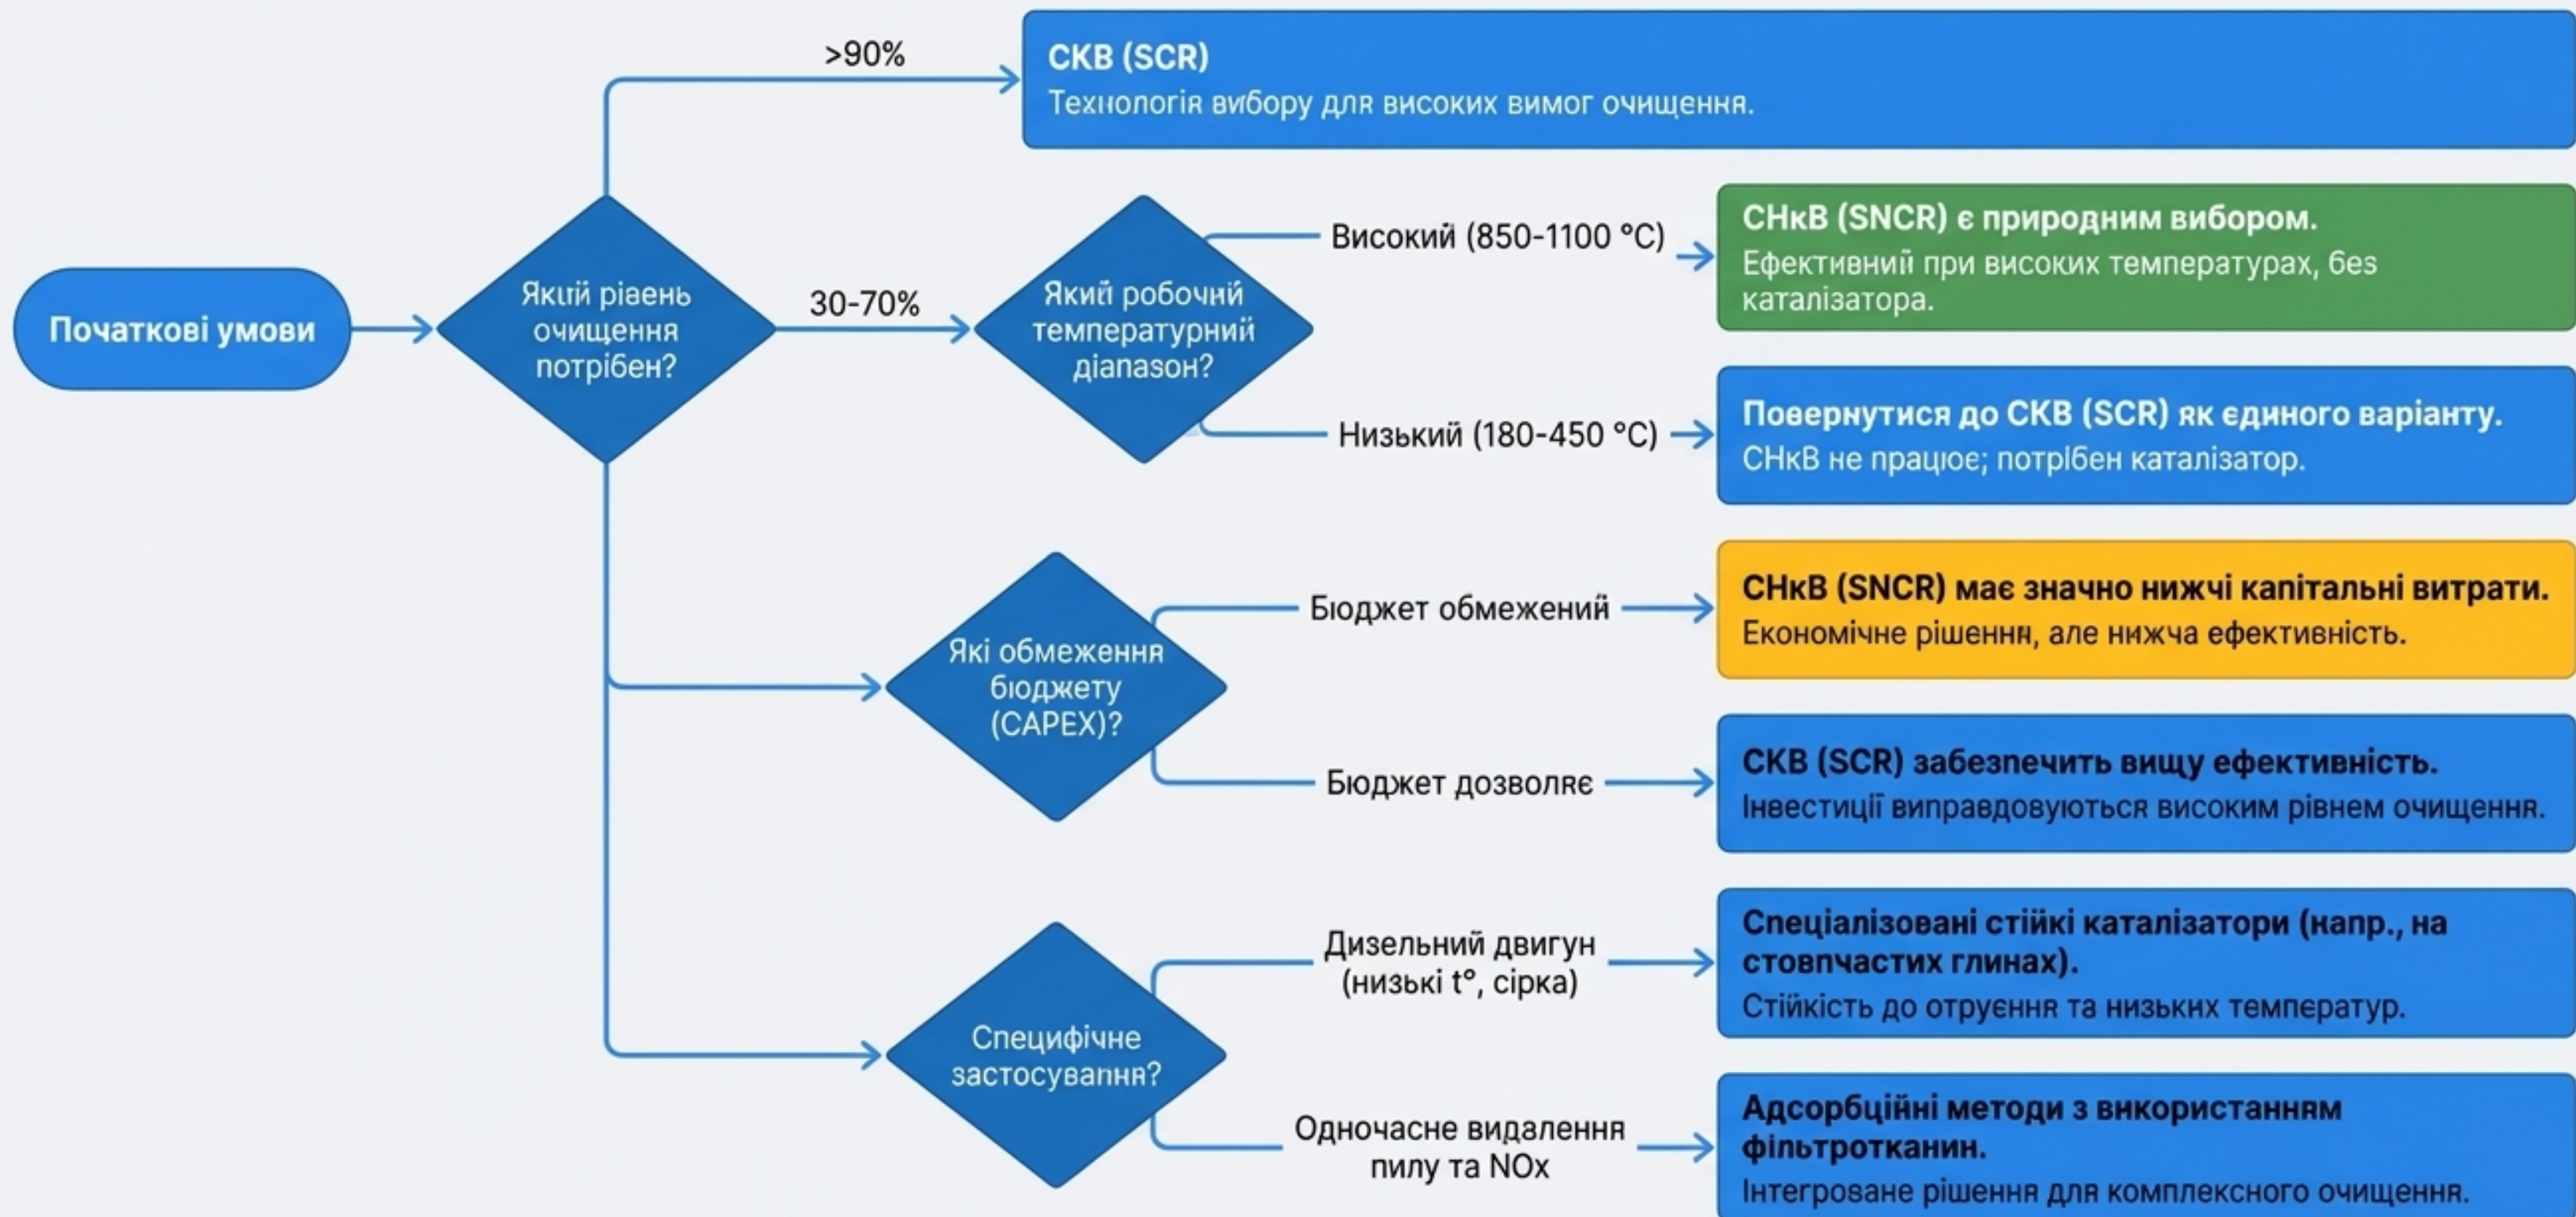 >90%
СКВ (SCR)
Технологія вибору для високих вимог очищення.
Початкові умови
Який рівень
очищення
потрібен?
30-70%
Який робочий
температурний
діапазон?
Високий (850-1100 °C)
СНкВ (SNCR) є природним вибором.
Ефективний при високих температурах, без
каталізатора.
Низький (180-450 °C)
Повернутися до СКВ (SCR) як єдиного варіанту.
СНкВ не працює; потрібен каталізатор.
Які обмеження
бюджету
(CAPEX)?
Бюджет обмежений
СНкВ (SNCR) має значно нижчі капітальні витрати.
Економічне рішення, але нижча ефективність.
Бюджет дозволяє
СКВ (SCR) забезпечить вищу ефективність.
Інвестиції виправдовуються високим рівнем очищення.
Специфічне
застосування?
Дизельний двигун
(низькі t°, сірка)
Спеціалізовані стійкі каталізатори (напр., на
стовпчастих глинах).
Стійкість до отруєння та низьких температур.
Одночасне видалення
пилу та NOx
Адсорбційні методи з використанням
фільтротканин.
Інтегроване рішення для комплексного очищення.